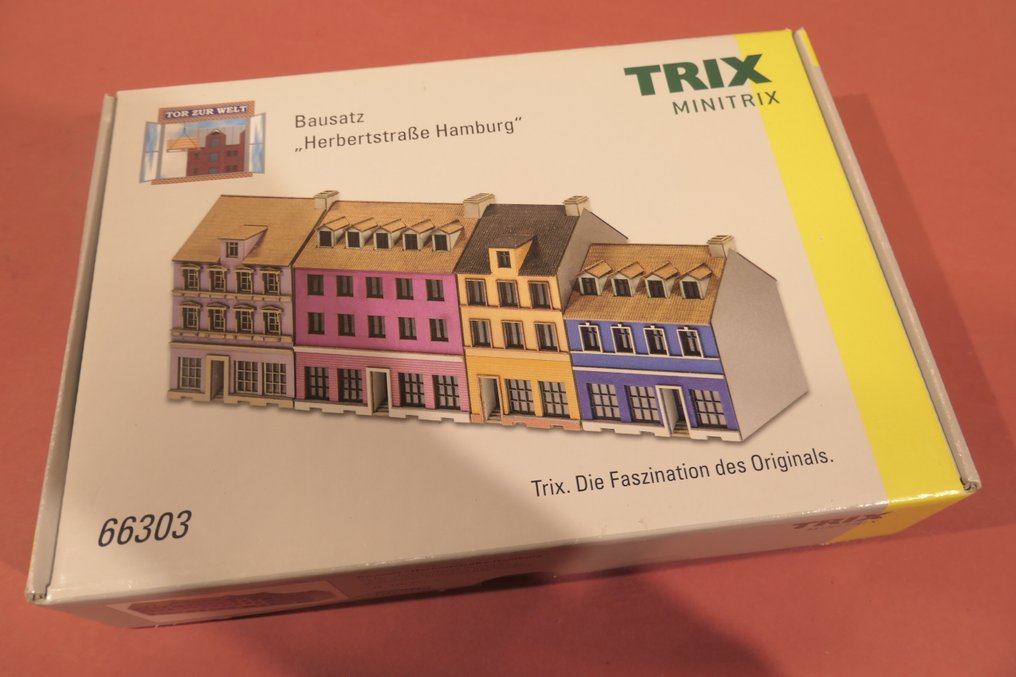 TOR ZUR WELT
Bausatz
„Herbertstraße Hamburg“
TRIX
MINITRIX
Trix. Die Faszination des Originals.
66303
TRIX